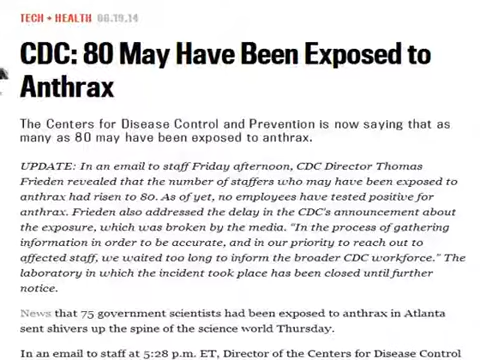 TECH + HEALTH 06.19.14
CDC: 80 May Have Been Exposed to
Anthrax
The Centers for Disease Control and Prevention is now saying that as
many as 80 may have been exposed to anthrax.
UPDATE: In an email to staff Friday afternoon, CDC Director Thomas
Frieden revealed that the number of staffers who may have been exposed to
anthrax had risen to 80. As of yet, no employees have tested positive for
anthrax. Frieden also addressed the delay in the CDC's announcement about
the exposure, which was broken by the media. "In the process of gathering
information in order to be accurate, and in our priority to reach out to
affected staff, we waited too long to inform the broader CDC workforce." The
laboratory in which the incident took place has been closed until further
notice.
News that 75 government scientists had been exposed to anthrax in Atlanta
sent shivers up the spine of the science world Thursday.
In an email to staff at 5:28 p.m. ET, Director of the Centers for Disease Control